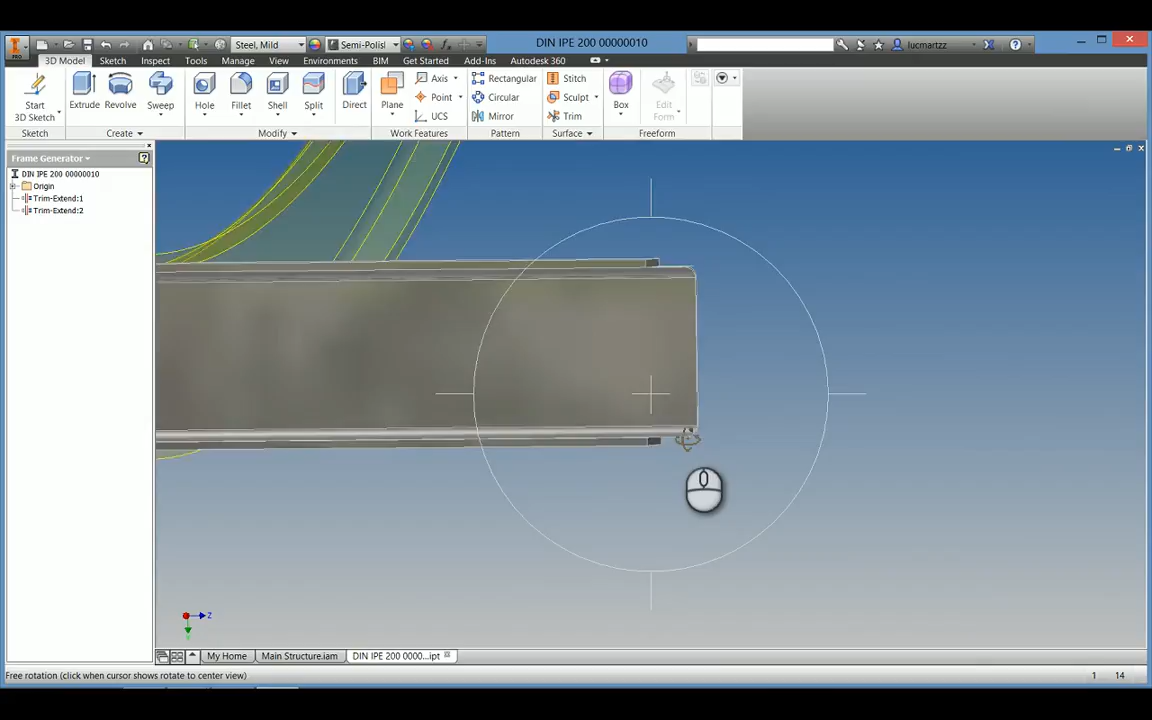 PRO Steel, Mild Semi-Polisl DIN IPE 200 00000010 lucmartzz
3D Model Sketch Inspect Tools Manage View Environments BIM Get Started Add-Ins Autodesk 360
Start
3D Sketch
Extrude
Revolve
Sweep
Hole
Fillet
Shell
Split
Direct
Plane
Axis
Point
UCS
Rectangular
Circular
Mirror
Stitch
Sculpt
Trim
Box
Edit
Form
Sketch Create Modify Work Features Pattern Surface Freeform
Frame Generator
DIN IPE 200 00000010
Origin
Trim-Extend:1
Trim-Extend:2
Z
My Home Main Structure.iam DIN IPE 200 0000...ipt
Free rotation (click when cursor shows rotate to center view) 1 14